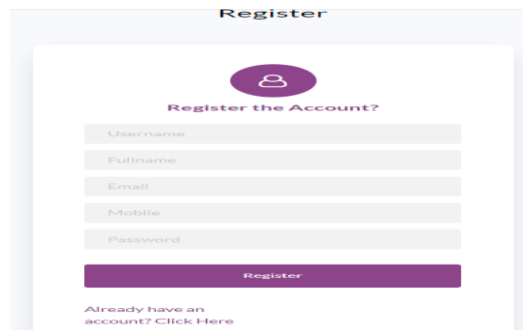 Register
Register the Account?
Username
Fullname
Email
Mobile
Password
Register
Already have an
account? Click Here